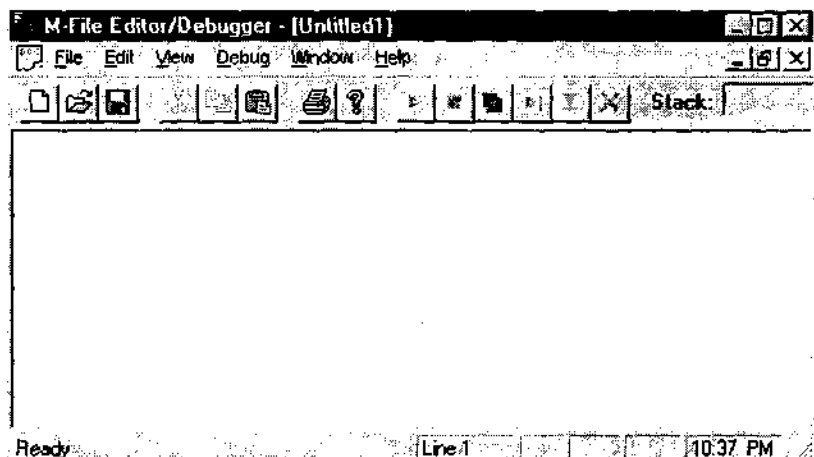 M-File Editor/Debugger - [Untitled1]
File Edit View Debug Window Help
Stack:
Ready Line 1 10:37 PM